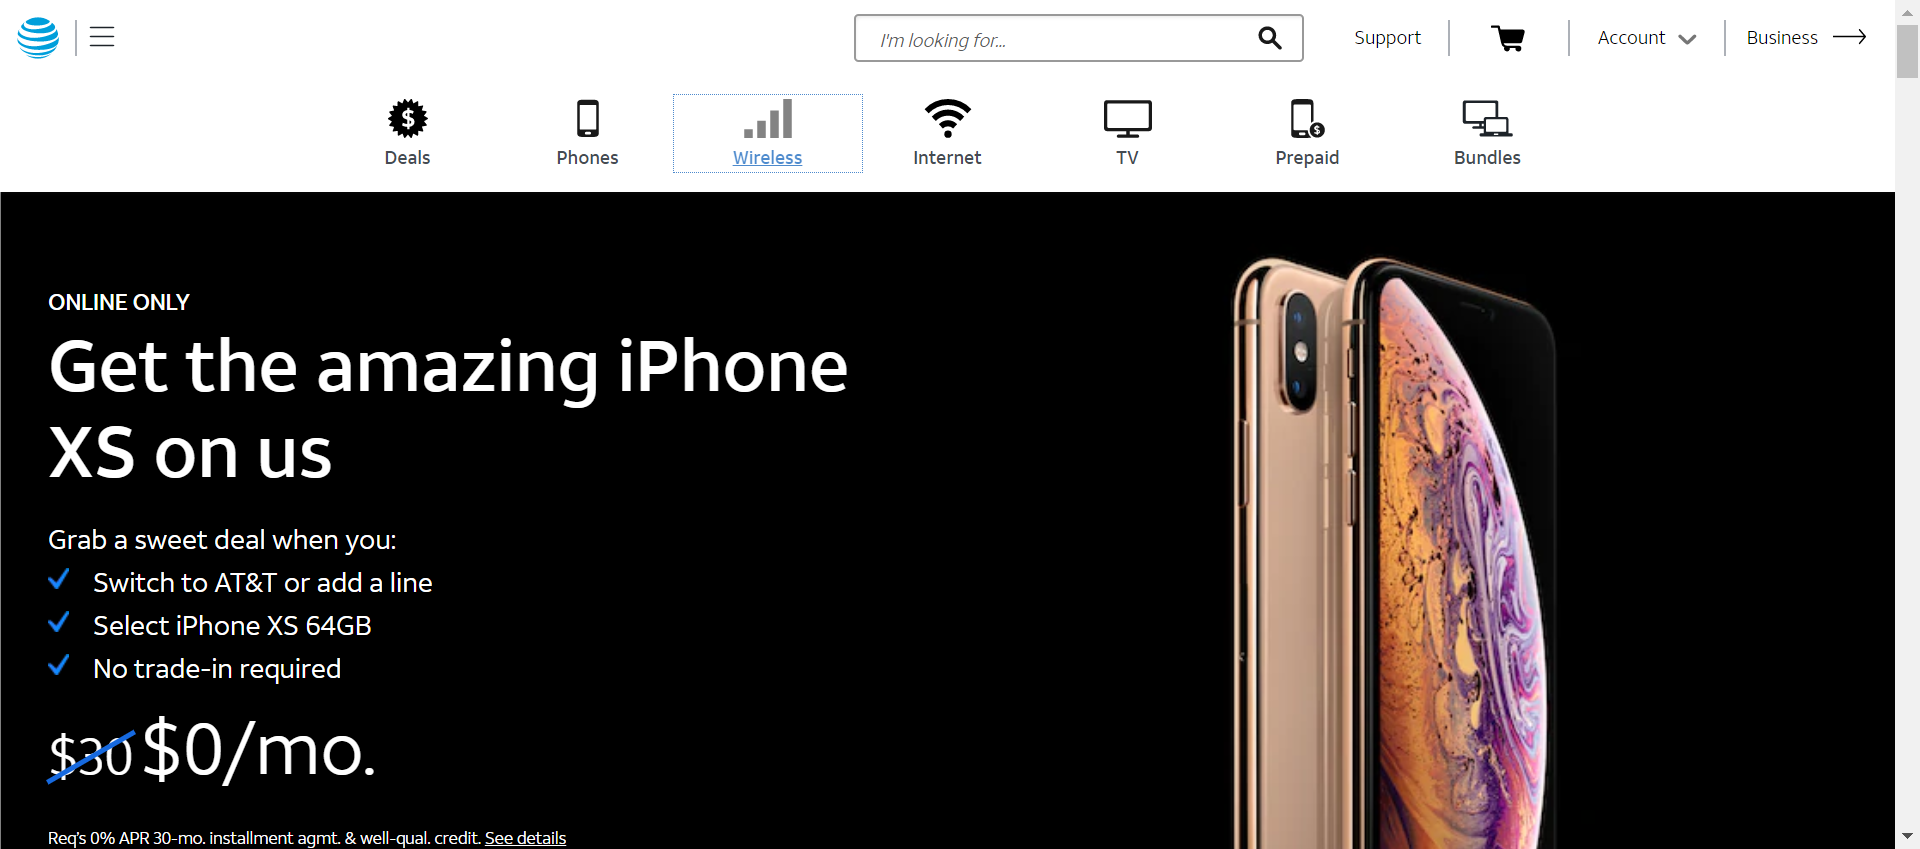 I'm looking for...
Support
Account
Business
Deals
Phones
Wireless
Internet
TV
Prepaid
Bundles
ONLINE ONLY
Get the amazing iPhone
XS on us
Grab a sweet deal when you:
Switch to AT&T or add a line
Select iPhone XS 64GB
No trade-in required
$30 $0/mo.
Req's 0% APR 30-mo. installment agmt. & well-qual. credit. See details